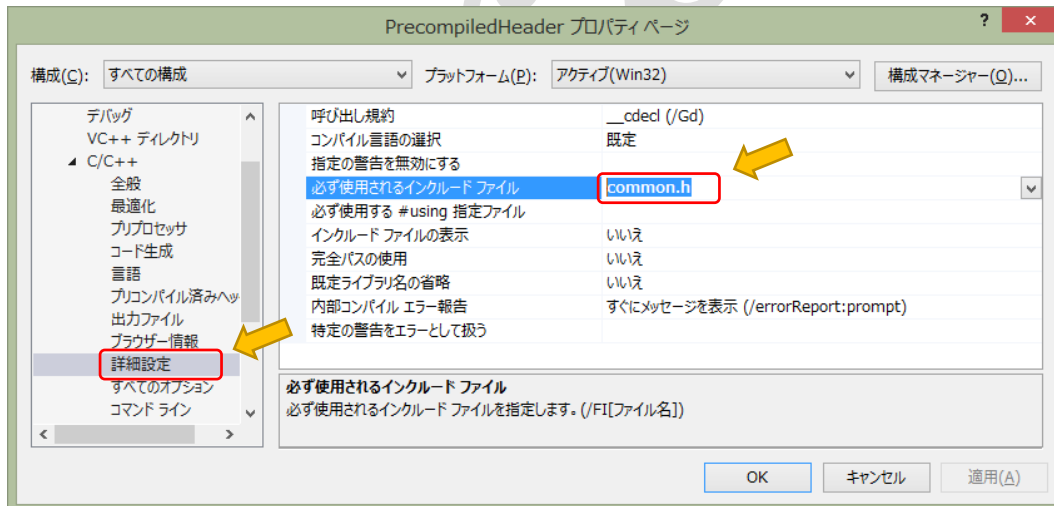 PrecompiledHeader プロパティ ページ
? ×
構成(C): すべての構成 プラットフォーム(P): アクティブ(Win32) 構成マネージャー(O)...
デバッグ
VC++ ディレクトリ
C/C++
全般
最適化
プリプロセッサ
コード生成
言語
プリコンパイル済みヘッ
出力ファイル
ブラウザー情報
詳細設定
すべてのオプション
コマンド ライン
呼び出し規約 __cdecl (/Gd)
コンパイル言語の選択 既定
指定の警告を無効にする
必ず使用されるインクルード ファイル common.h
必ず使用する #using 指定ファイル
インクルード ファイルの表示 いいえ
完全パスの使用 いいえ
既定ライブラリ名の省略 いいえ
内部コンパイル エラー報告 すぐにメッセージを表示 (/errorReport:prompt)
特定の警告をエラーとして扱う
必ず使用されるインクルード ファイル
必ず使用されるインクルード ファイルを指定します。(/FI[ファイル名])
OK キャンセル 適用(A)